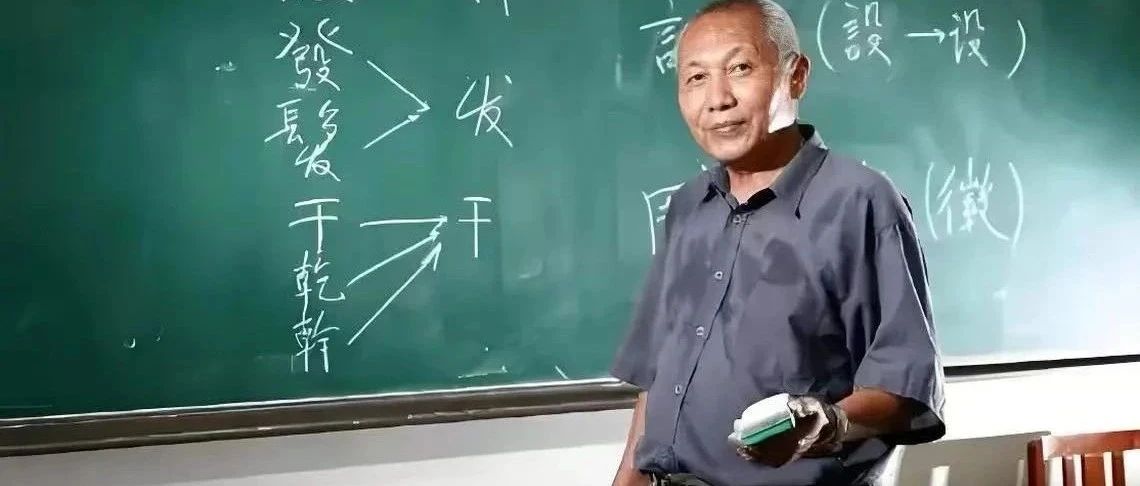 發
髮 发
干 干
乾
幹
(設→设)
(徵)